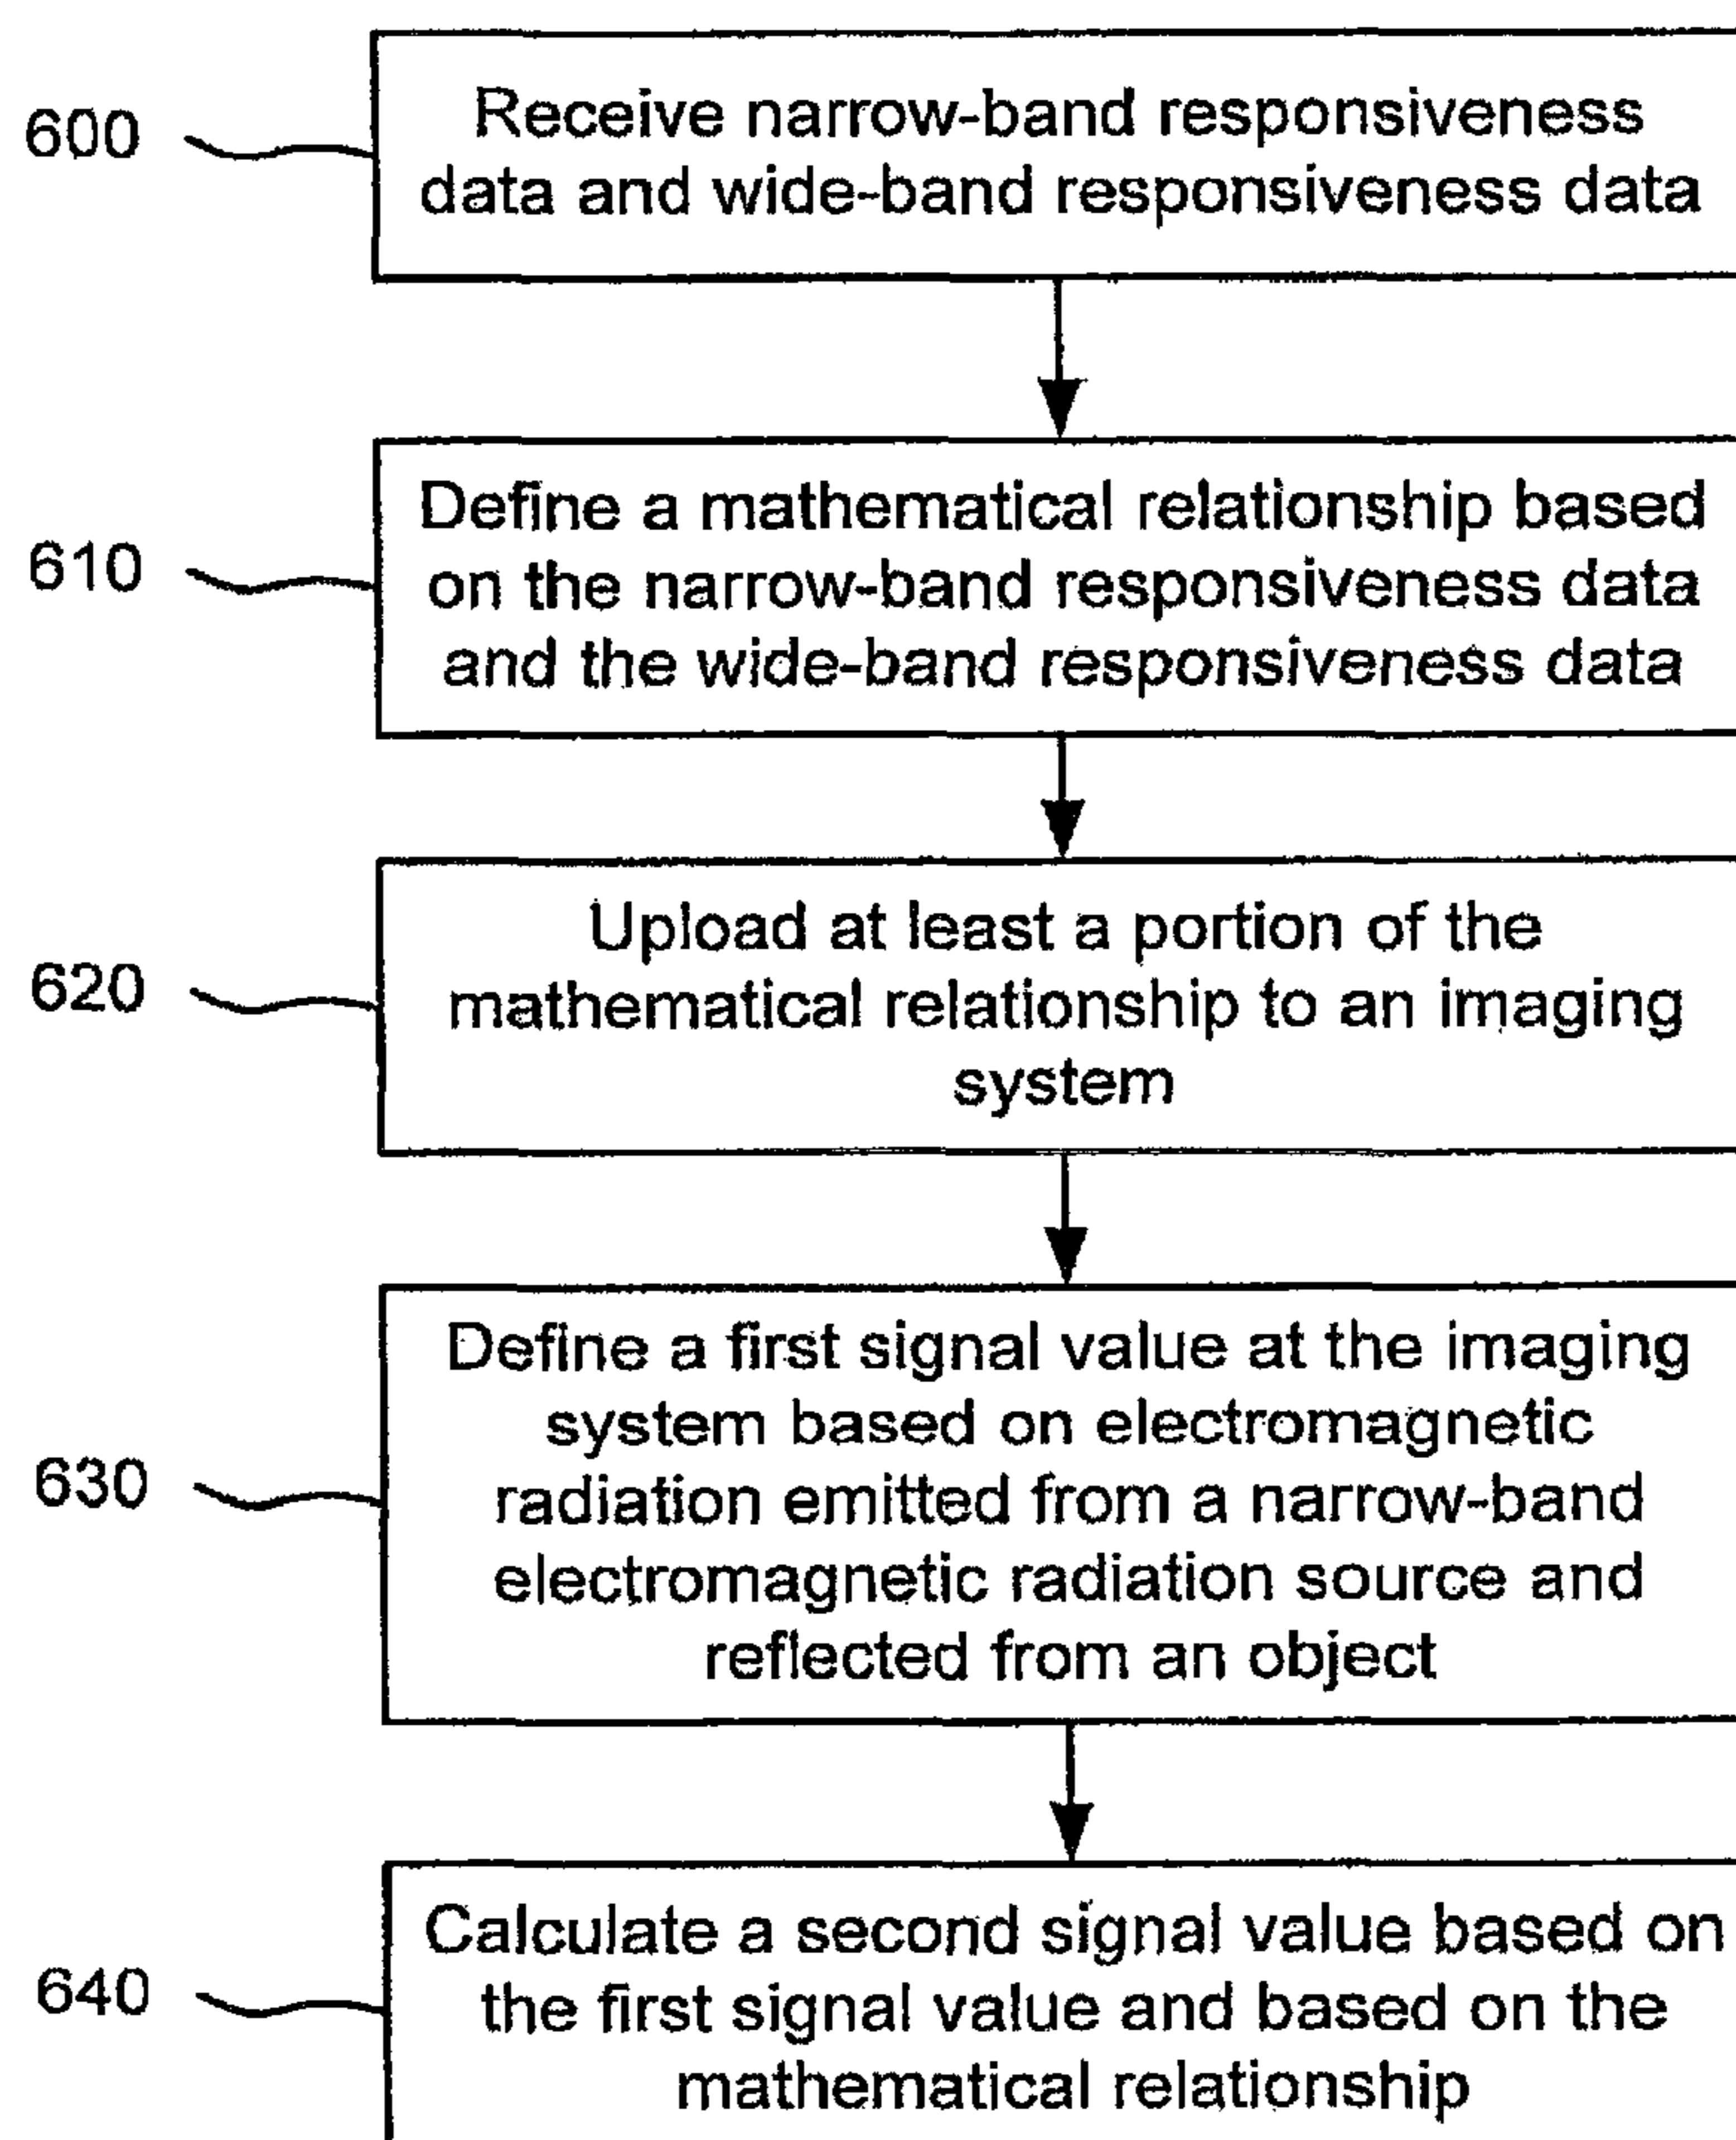 600
Receive narrow-band responsiveness
data and wide-band responsiveness data
610
Define a mathematical relationship based
on the narrow-band responsiveness data
and the wide-band responsiveness data
620
Upload at least a portion of the
mathematical relationship to an imaging
system
630
Define a first signal value at the imaging
system based on electromagnetic
radiation emitted from a narrow-band
electromagnetic radiation source and
reflected from an object
640
Calculate a second signal value based on
the first signal value and based on the
mathematical relationship